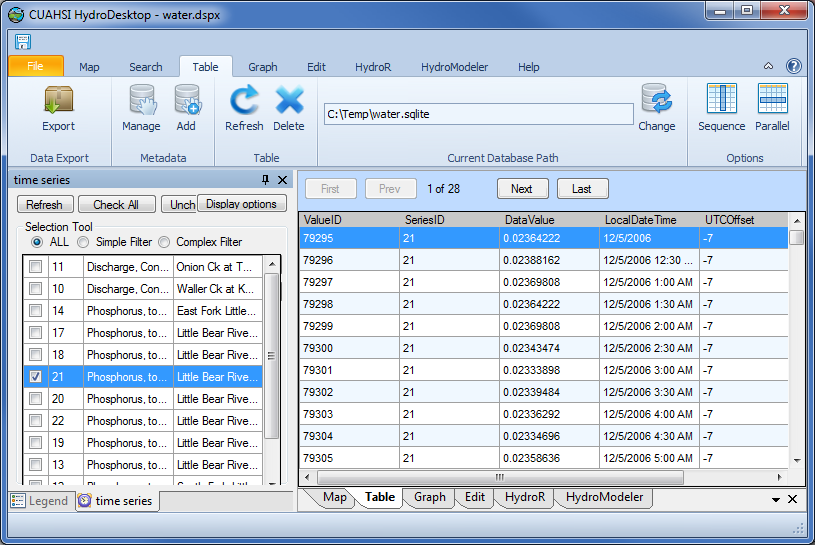 CUAHSI HydroDesktop - water.dspx
File Map Search Table Graph Edit HydroR HydroModeler Help
Export Manage Add Refresh Delete C:\Temp\water.sqlite Change Sequence Parallel
Data Export Metadata Table Current Database Path Options
time series
Refresh Check All Unch Display options
Selection Tool
ALL Simple Filter Complex Filter
11 Discharge, Con... Onion Ck at T...
10 Discharge, Con... Waller Ck at K...
14 Phosphorus, to... East Fork Little...
17 Phosphorus, to... Little Bear Rive...
18 Phosphorus, to... Little Bear Rive...
21 Phosphorus, to... Little Bear Rive...
20 Phosphorus, to... Little Bear Rive...
22 Phosphorus, to... Little Bear Rive...
19 Phosphorus, to... Little Bear Rive...
13 Phosphorus, to... Little Bear Rive...
Legend time series
First Prev 1 of 28 Next Last
ValueID SeriesID DataValue LocalDateTime UTCOffset
79295 21 0.02364222 12/5/2006 -7
79296 21 0.02388162 12/5/2006 12:30 ... -7
79297 21 0.02369808 12/5/2006 1:00 AM -7
79298 21 0.02364222 12/5/2006 1:30 AM -7
79299 21 0.02369808 12/5/2006 2:00 AM -7
79300 21 0.02343474 12/5/2006 2:30 AM -7
79301 21 0.02333898 12/5/2006 3:00 AM -7
79302 21 0.02339484 12/5/2006 3:30 AM -7
79303 21 0.02336292 12/5/2006 4:00 AM -7
79304 21 0.02334696 12/5/2006 4:30 AM -7
79305 21 0.02358636 12/5/2006 5:00 AM -7
Map Table Graph Edit HydroR HydroModeler